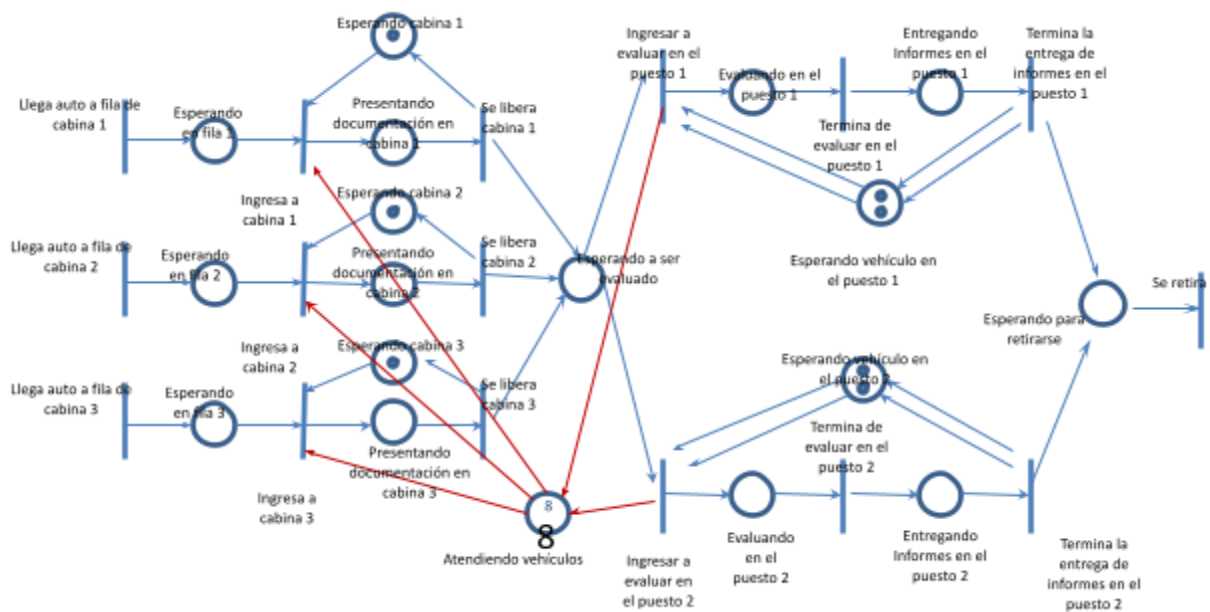 Esperando cabina 1
Ingresar a
evaluar en el
puesto 1
Entregando
Informes en el
puesto 1
Termina la
entrega de
informes en el
puesto 1
Evaluando en el
puesto 1
Llega auto a fila de
cabina 1
Esperando
en fila 1
Presentando
documentación en
cabina 1
Se libera
cabina 1
Termina de
evaluar en el
puesto 1
Ingresa a
cabina 1
Esperando cabina 2
Llega auto a fila de
cabina 2
Esperando
en fila 2
Presentando
documentación en
cabina 2
Se libera
cabina 2
Esperando a ser
evaluado
Esperando vehículo en
el puesto 1
Se retira
Esperando para
retirarse
Ingresa a
cabina 2
Esperando cabina 3
Llega auto a fila de
cabina 3
Esperando
en fila 3
Se libera
cabina 3
Esperando vehículo en
el puesto 2
Termina de
evaluar en el
puesto 2
Presentando
documentación en
cabina 3
Ingresa a
cabina 3
8
8
Atendiendo vehículos
Ingresar a
evaluar en
el puesto 2
Evaluando
en el
puesto 2
Entregando
Informes en el
puesto 2
Termina la
entrega de
informes en el
puesto 2